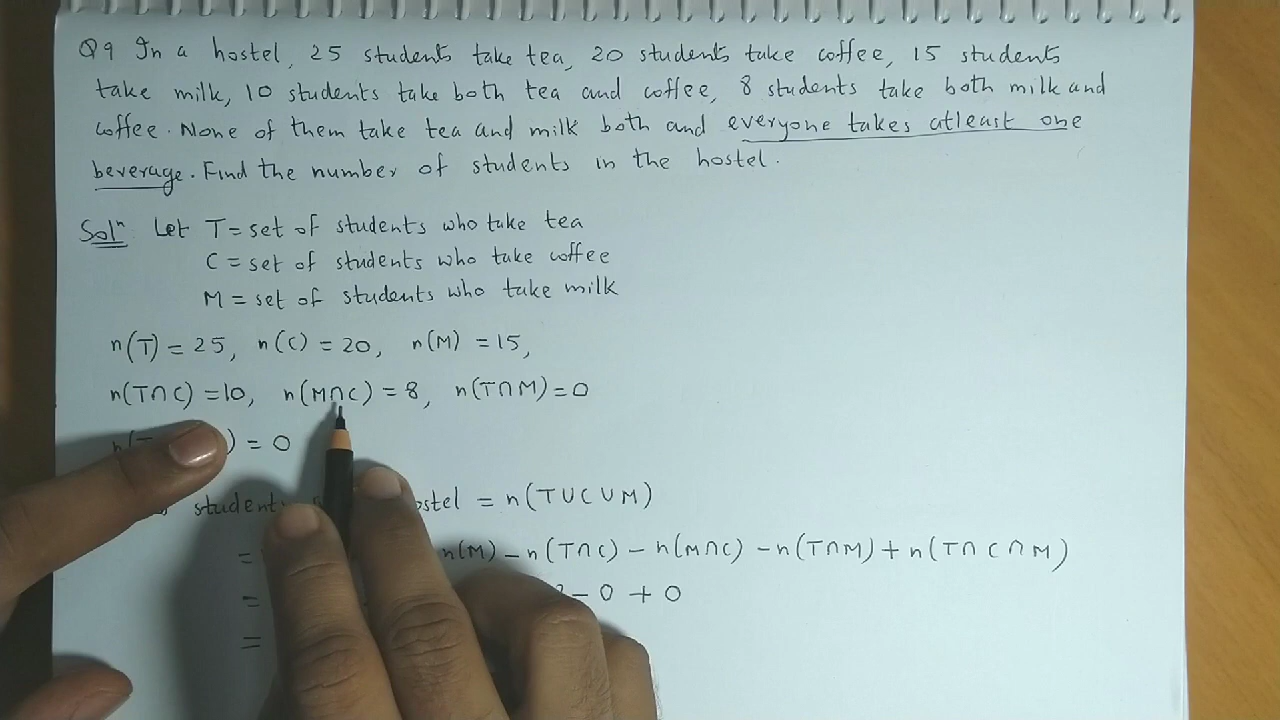 Q9 In a hostel, 25 students take tea, 20 students take coffee, 15 students
take milk, 10 students take both tea and coffee, 8 students take both milk and
coffee. None of them take tea and milk both and everyone takes atleast one
beverage. Find the number of students in the hostel.
Solⁿ Let T = set of students who take tea
C = set of students who take coffee
M = set of students who take milk
n(T) = 25, n(C) = 20, n(M) = 15,
n(T∩C) = 10, n(M∩C) = 8, n(T∩M) = 0
) = 0
student = n(T∪C∪M)
= n(M) – n(T∩C) – n(M∩C) – n(T∩M) + n(T∩C∩M)
= – 0 + 0
=